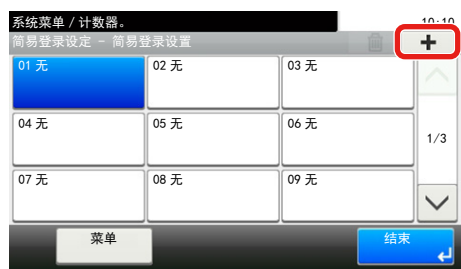 系统菜单 / 计数器。
10:10
简易登录设定 - 简易登录设置
01 无
02 无
03 无
04 无
05 无
06 无
1/3
07 无
08 无
09 无
菜单
结束